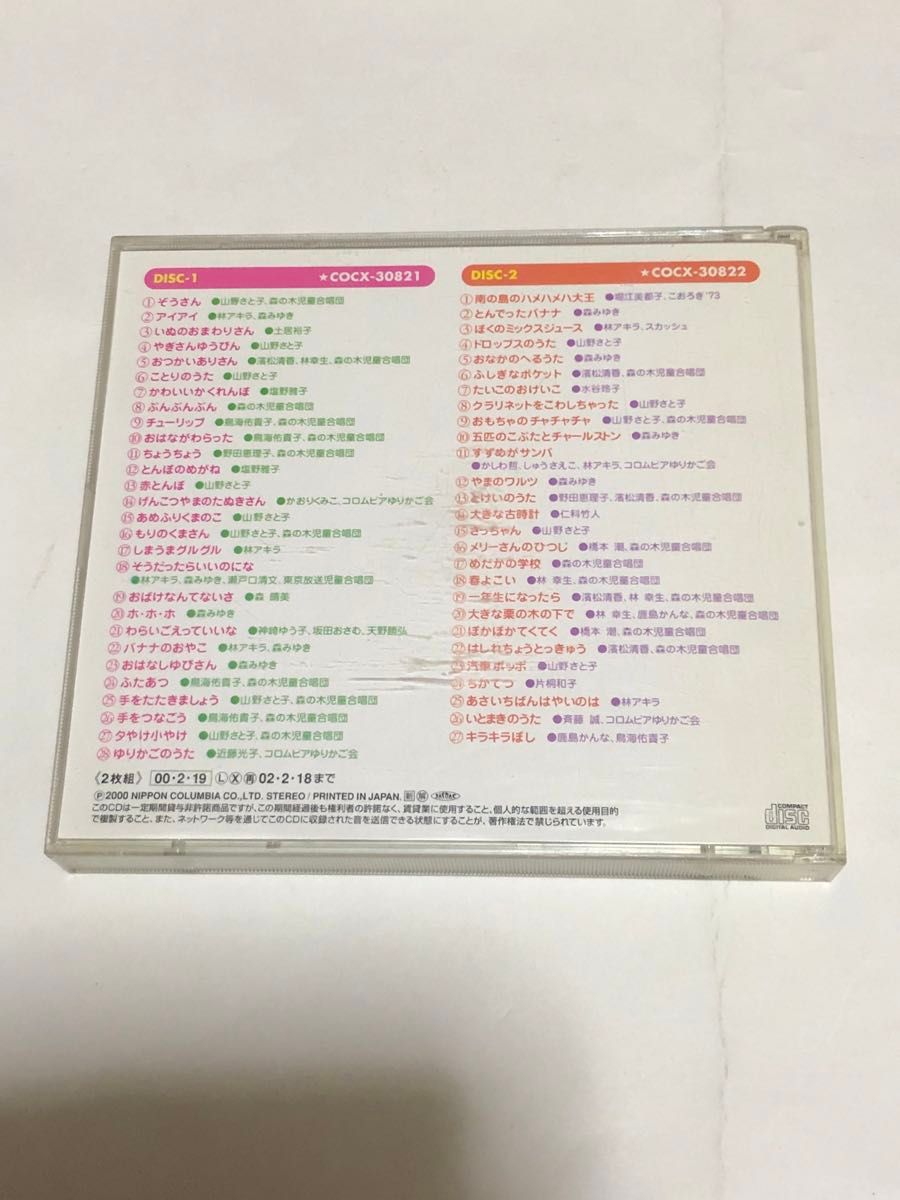 DISC-1 ★COCX-30821
①ぞうさん ●山野さと子、森の木児童合唱団
②アイアイ ●林アキラ、森みゆき
③いぬのおまわりさん ●土居裕子
④やぎさんゆうびん ●山野さと子
⑤おつかいありさん ●濱松清香、林幸生、森の木児童合唱団
⑥ことりのうた ●山野さと子
⑦かわいいかくれんぼ ●塩野雅子
⑧ぶんぶんぶん ●森の木児童合唱団
⑨チューリップ ●鳥海佑貴子、森の木児童合唱団
⑩おはながわらった ●鳥海佑貴子、森の木児童合唱団
⑪ちょうちょう ●野田恵理子、森の木児童合唱団
⑫とんぼのめがね ●塩野雅子
⑬赤とんぼ ●山野さと子
⑭げんこつやまのたぬきさん ●かおりくみこ、コロムビアゆりかご会
⑮あめふりくまのこ ●山野さと子
⑯もりのくまさん ●山野さと子、森の木児童合唱団
⑰しまうまグルグル ●林アキラ
⑱そうだったらいいのにな
●林アキラ、森みゆき、瀬戸口清文、東京放送児童合唱団
⑲おばけなんてないさ ●森 晴美
⑳ホ・ホ・ホ ●森みゆき
㉑わらいごえっていいな ●神崎ゆう子、坂田おさむ、天野勝弘
㉒バナナのおやこ ●林アキラ、森みゆき
㉓おはなしゆびさん ●森みゆき
㉔ふたあつ ●鳥海佑貴子、森の木児童合唱団
㉕手をたたきましょう ●山野さと子、森の木児童合唱団
㉖手をつなごう ●鳥海佑貴子、森の木児童合唱団
㉗夕やけ小やけ ●山野さと子、森の木児童合唱団
㉘ゆりかごのうた ●近藤光子、コロムビアゆりかご会
DISC-2 ★COCX-30822
①南の島のハメハメハ大王 ●堀江美都子、こおろぎ'73
②とんでったバナナ ●森みゆき
③ぼくのミックスジュース ●林アキラ、スカッシュ
④ドロップスのうた ●山野さと子
⑤おなかのへるうた ●森みゆき
⑥ふしぎなポケット ●濱松清香、森の木児童合唱団
⑦たいこのおけいこ ●水谷玲子
⑧クラリネットをこわしちゃった ●山野さと子
⑨おもちゃのチャチャチャ ●山野さと子、森の木児童合唱団
⑩五匹のこぶたとチャールストン ●森みゆき
⑪すずめがサンバ
●かしわ哲、しゅうさえこ、林アキラ、コロムビアゆりかご会
⑫やまのワルツ ●森みゆき
⑬とけいのうた ●野田恵理子、濱松清香、森の木児童合唱団
⑭大きな古時計 ●仁科竹人
⑮さっちゃん ●山野さと子
⑯メリーさんのひつじ ●橋本 潮、森の木児童合唱団
⑰めだかの学校 ●森の木児童合唱団
⑱春よこい ●林 幸生、森の木児童合唱団
⑲一年生になったら ●濱松清香、林 幸生、森の木児童合唱団
⑳大きな栗の木の下で ●林 幸生、鹿島かんな、森の木児童合唱団
㉑ぽかぽかてくてく ●橋本 潮、森の木児童合唱団
㉒はしれちょうとっきゅう ●濱松清香、森の木児童合唱団
㉓汽車ポッポ ●山野さと子
㉔ちかてつ ●片桐和子
㉕あさいちばんはやいのは ●林アキラ
㉖いとまきのうた ●斉藤 誠、コロムビアゆりかご会
㉗キラキラぼし ●鹿島かんな、鳥海佑貴子
《2枚組》 00・2・19 Ⓛ Ⓧ ㊢ 02・2・18まで
Ⓟ2000 NIPPON COLUMBIA CO.,LTD. STEREO / PRINTED IN JAPAN.
このCDは一定期間貸与非許諾商品ですが、この期間経過後も権利者の許諾なく、賃貸業に使用すること、個人的な範囲を超える使用目的
で複製すること、また、ネットワーク等を通じてこのCDに収録された音を送信できる状態にすることが、著作権法で禁じられています。
COMPACT
disc
DIGITAL AUDIO